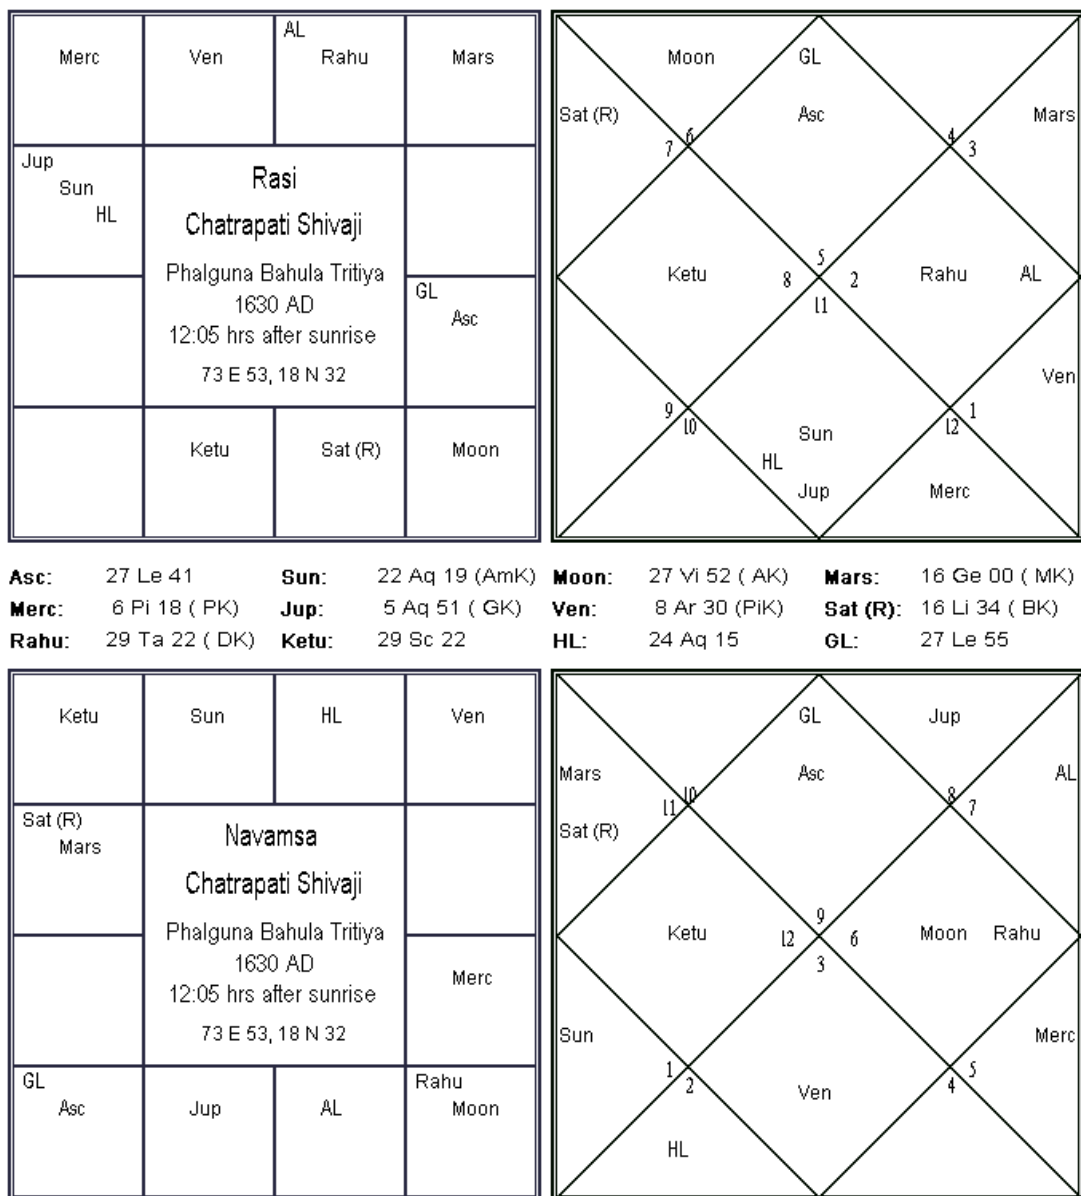 Merc
Ven
AL
Rahu
Mars
Jup
Sun
HL
Rasi
Chatrapati Shivaji
Phalguna Bahula Tritiya
1630 AD
12:05 hrs after sunrise
73 E 53, 18 N 32
GL
Asc
Ketu
Sat (R)
Moon
Moon
GL
Sat (R)
Asc
Mars
6
4
7
3
5
Ketu
8
2
Rahu
AL
11
Ven
9
1
10
12
Sun
HL
Jup
Merc
Asc: 27 Le 41 Sun: 22 Aq 19 (AmK) Moon: 27 Vi 52 ( AK) Mars: 16 Ge 00 ( MK)
Merc: 6 Pi 18 ( PK) Jup: 5 Aq 51 ( GK) Ven: 8 Ar 30 (PiK) Sat (R): 16 Li 34 ( BK)
Rahu: 29 Ta 22 ( DK) Ketu: 29 Sc 22 HL: 24 Aq 15 GL: 27 Le 55
Ketu
Sun
HL
Ven
Sat (R)
Mars
Navamsa
Chatrapati Shivaji
Phalguna Bahula Tritiya
1630 AD
12:05 hrs after sunrise
73 E 53, 18 N 32
Merc
GL
Asc
Jup
AL
Rahu
Moon
GL
Jup
Mars
Asc
AL
10
8
11
7
Sat (R)
9
Ketu
12
6
Moon
Rahu
3
Sun
Merc
1
5
2
4
Ven
HL